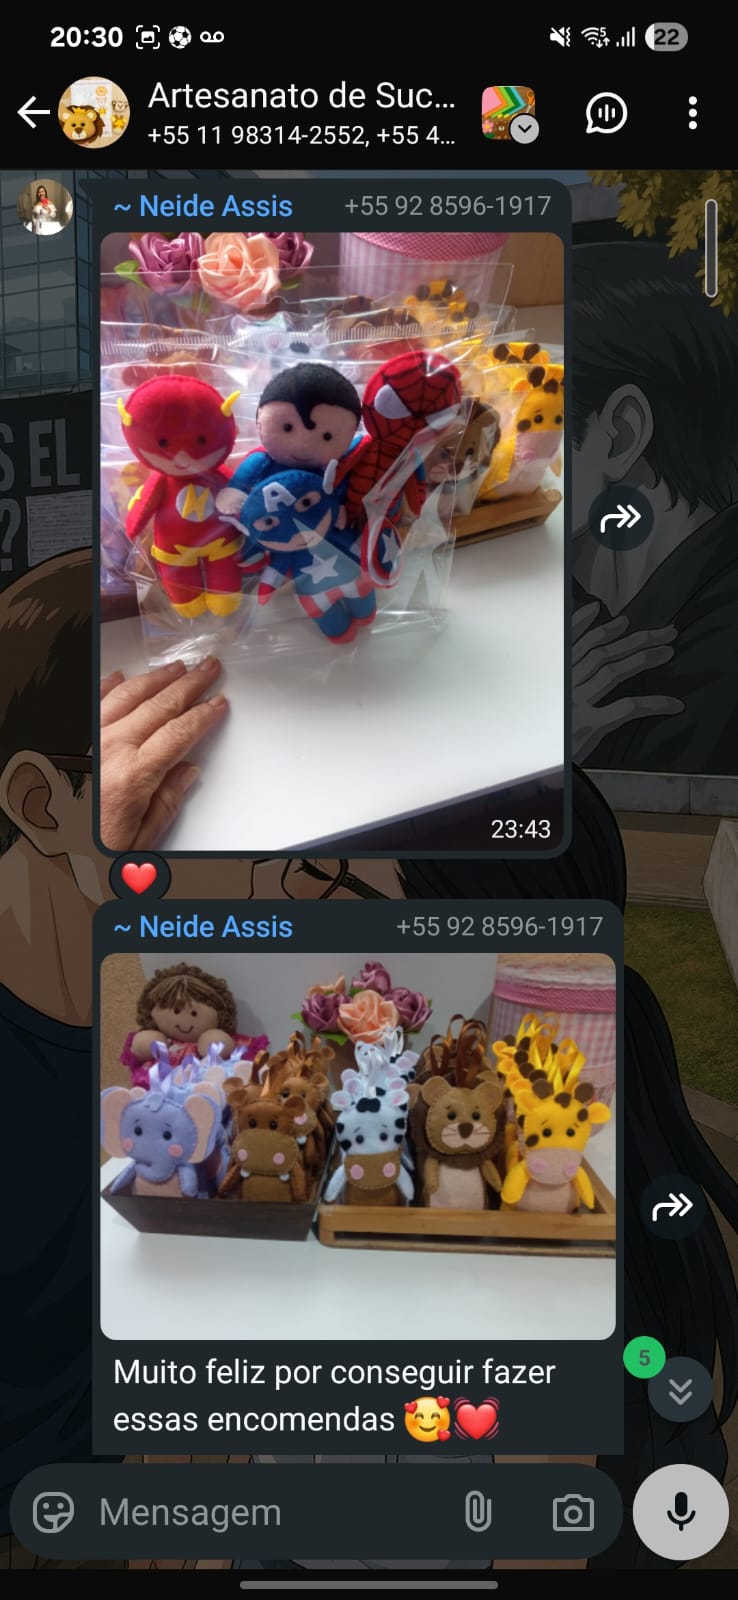 20:30
22
Artesanato de Suc...
+55 11 98314-2552, +55 4...
~ Neide Assis +55 92 8596-1917
A
S EL
?
23:43
~ Neide Assis +55 92 8596-1917
Muito feliz por conseguir fazer
essas encomendas 🥰💓
5
Mensagem